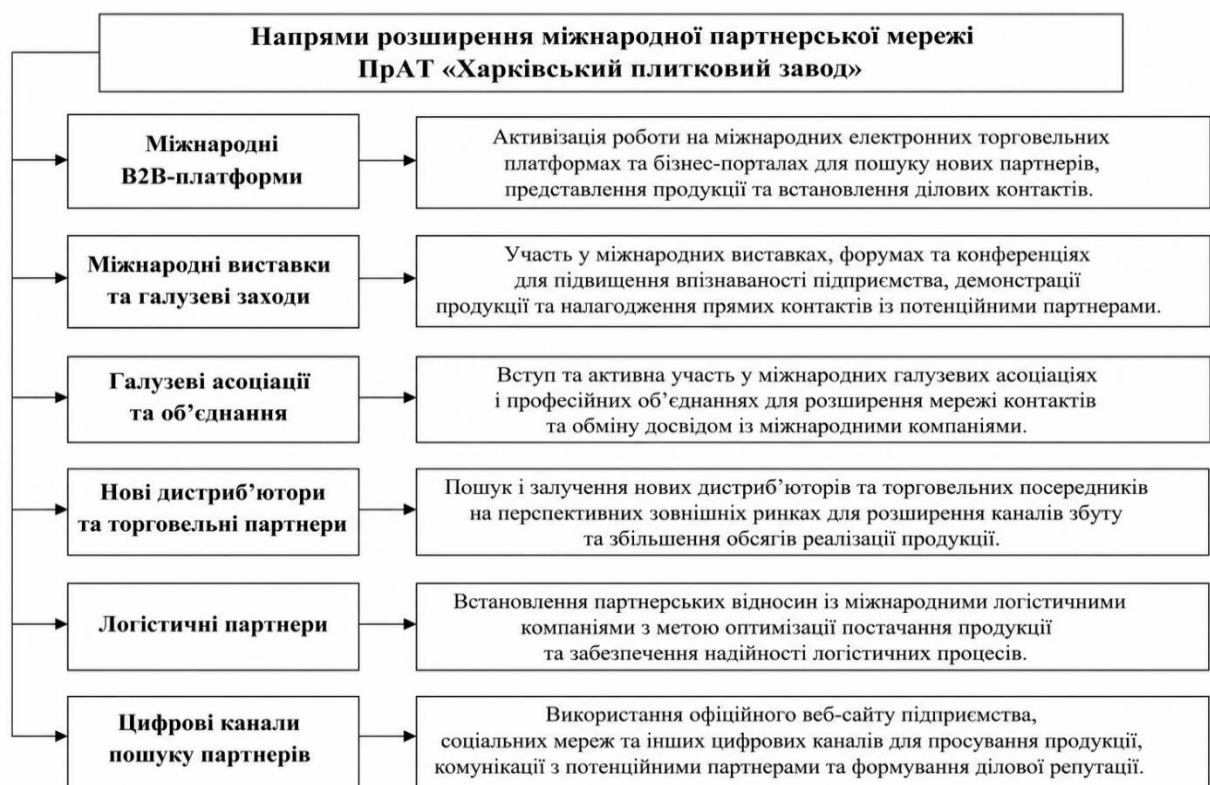 Напрями розширення міжнародної партнерської мережі
ПрАТ «Харківський плитковий завод»
Міжнародні
B2B-платформи
Активізація роботи на міжнародних електронних торговельних
платформах та бізнес-порталах для пошуку нових партнерів,
представлення продукції та встановлення ділових контактів.
Міжнародні виставки
та галузеві заходи
Участь у міжнародних виставках, форумах та конференціях
для підвищення впізнаваності підприємства, демонстрації
продукції та налагодження прямих контактів із потенційними партнерами.
Галузеві асоціації
та об’єднання
Вступ та активна участь у міжнародних галузевих асоціаціях
і професійних об’єднаннях для розширення мережі контактів
та обміну досвідом із міжнародними компаніями.
Нові дистриб’ютори
та торговельні партнери
Пошук і залучення нових дистриб’юторів та торговельних посередників
на перспективних зовнішніх ринках для розширення каналів збуту
та збільшення обсягів реалізації продукції.
Логістичні партнери
Встановлення партнерських відносин із міжнародними логістичними
компаніями з метою оптимізації постачання продукції
та забезпечення надійності логістичних процесів.
Цифрові канали
пошуку партнерів
Використання офіційного веб-сайту підприємства,
соціальних мереж та інших цифрових каналів для просування продукції,
комунікації з потенційними партнерами та формування ділової репутації.